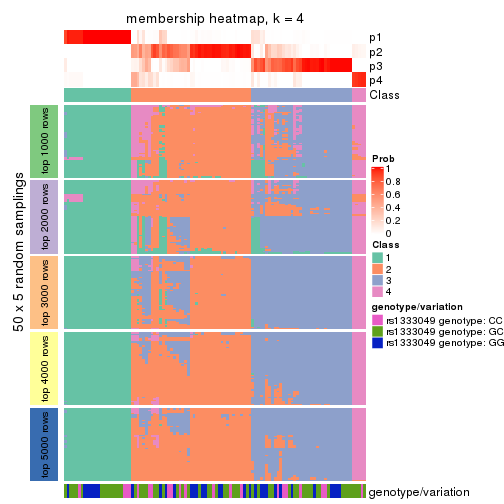 membership heatmap, k = 4
p1
p2
p3
p4
Class
50 x 5 random samplings
top 1000 rows
top 2000 rows
top 3000 rows
top 4000 rows
top 5000 rows
genotype/variation
Prob
1
0.8
0.6
0.4
0.2
0
Class
1
2
3
4
genotype/variation
rs1333049 genotype: CC
rs1333049 genotype: GC
rs1333049 genotype: GG